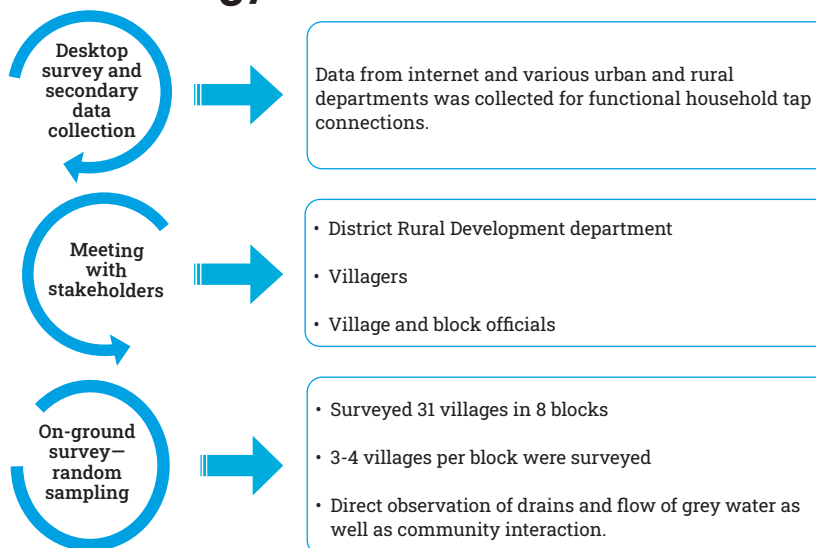 Desktop
survey and
secondary
data
collection
Data from internet and various urban and rural
departments was collected for functional household tap
connections.
Meeting
with
stakeholders
• District Rural Development department
• Villagers
• Village and block officials
On-ground
survey—
random
sampling
• Surveyed 31 villages in 8 blocks
• 3-4 villages per block were surveyed
• Direct observation of drains and flow of grey water as
well as community interaction.